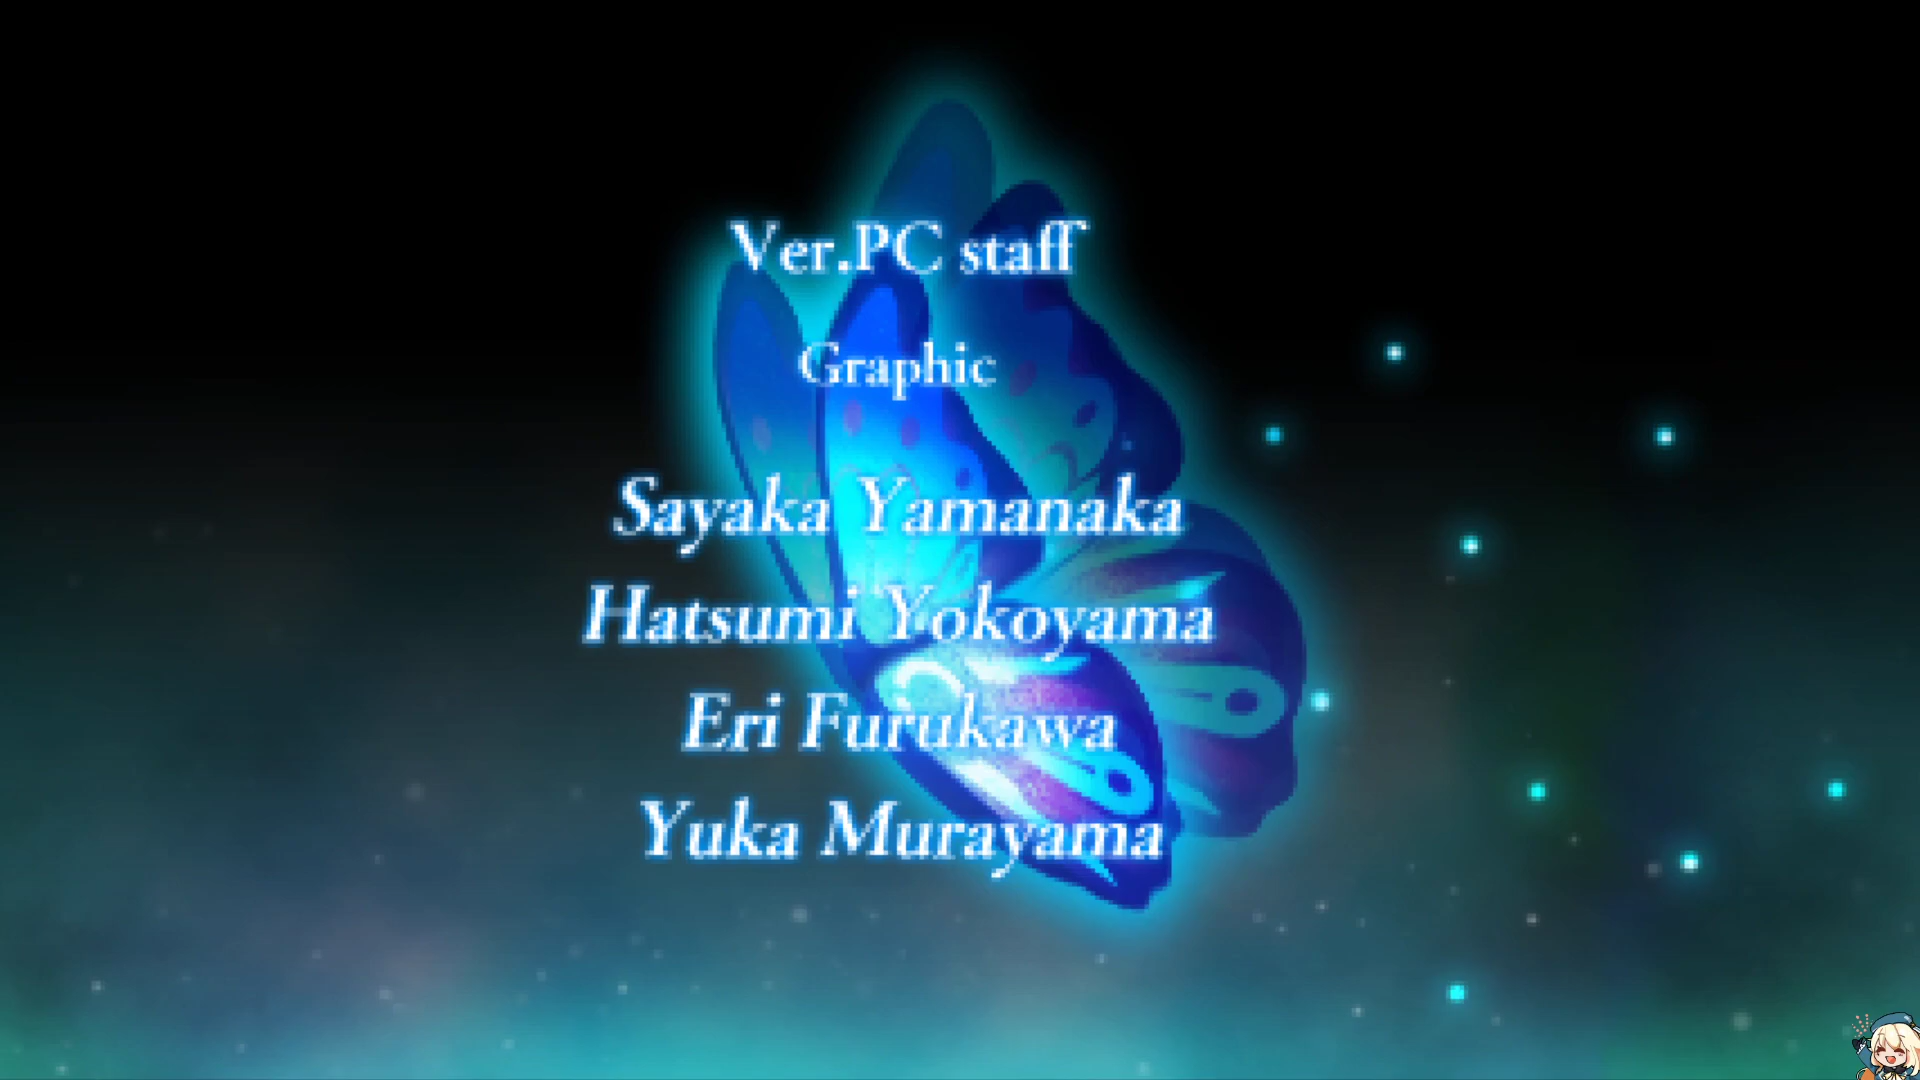 Ver.PC staff
Graphic
Sayaka Yamanaka
Hatsumi Yokoyama
Eri Furukawa
Yuka Murayama